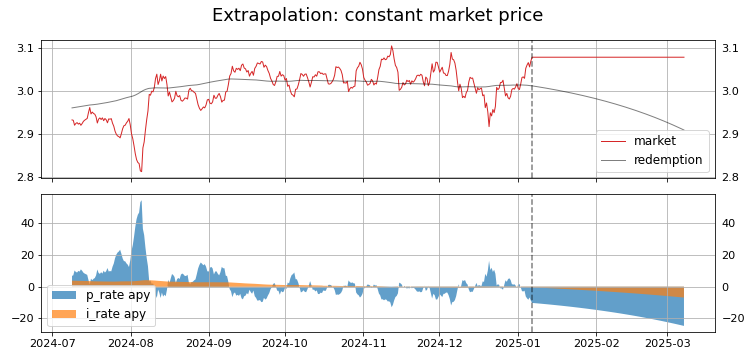 Extrapolation: constant market price
3.1 3.1
3.0 3.0
2.9 2.9
2.8 2.8
market
redemption
40 40
20 20
0 0
−20 −20
p_rate apy
i_rate apy
2024-07 2024-08 2024-09 2024-10 2024-11 2024-12 2025-01 2025-02 2025-03